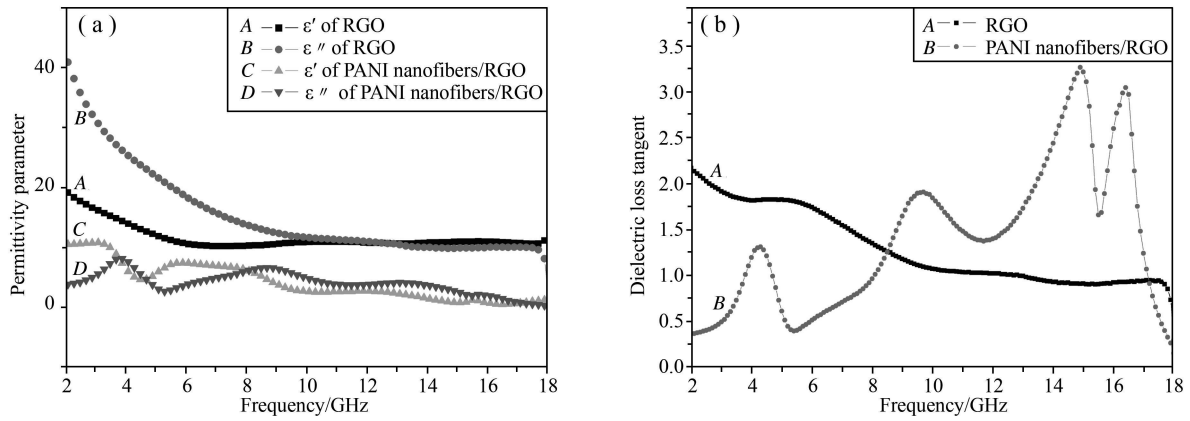 ( a )
A ε′ of RGO
B ε″ of RGO
C ε′ of PANI nanofibers/RGO
D ε″ of PANI nanofibers/RGO
Permittivity parameter
40
20
0
B
A
C
D
2 4 6 8 10 12 14 16 18
Frequency/GHz
( b )
A RGO
B PANI nanofibers/RGO
Dielectric loss tangent
3.5
3.0
2.5
2.0
1.5
1.0
0.5
0.0
A
B
2 4 6 8 10 12 14 16 18
Frequency/GHz